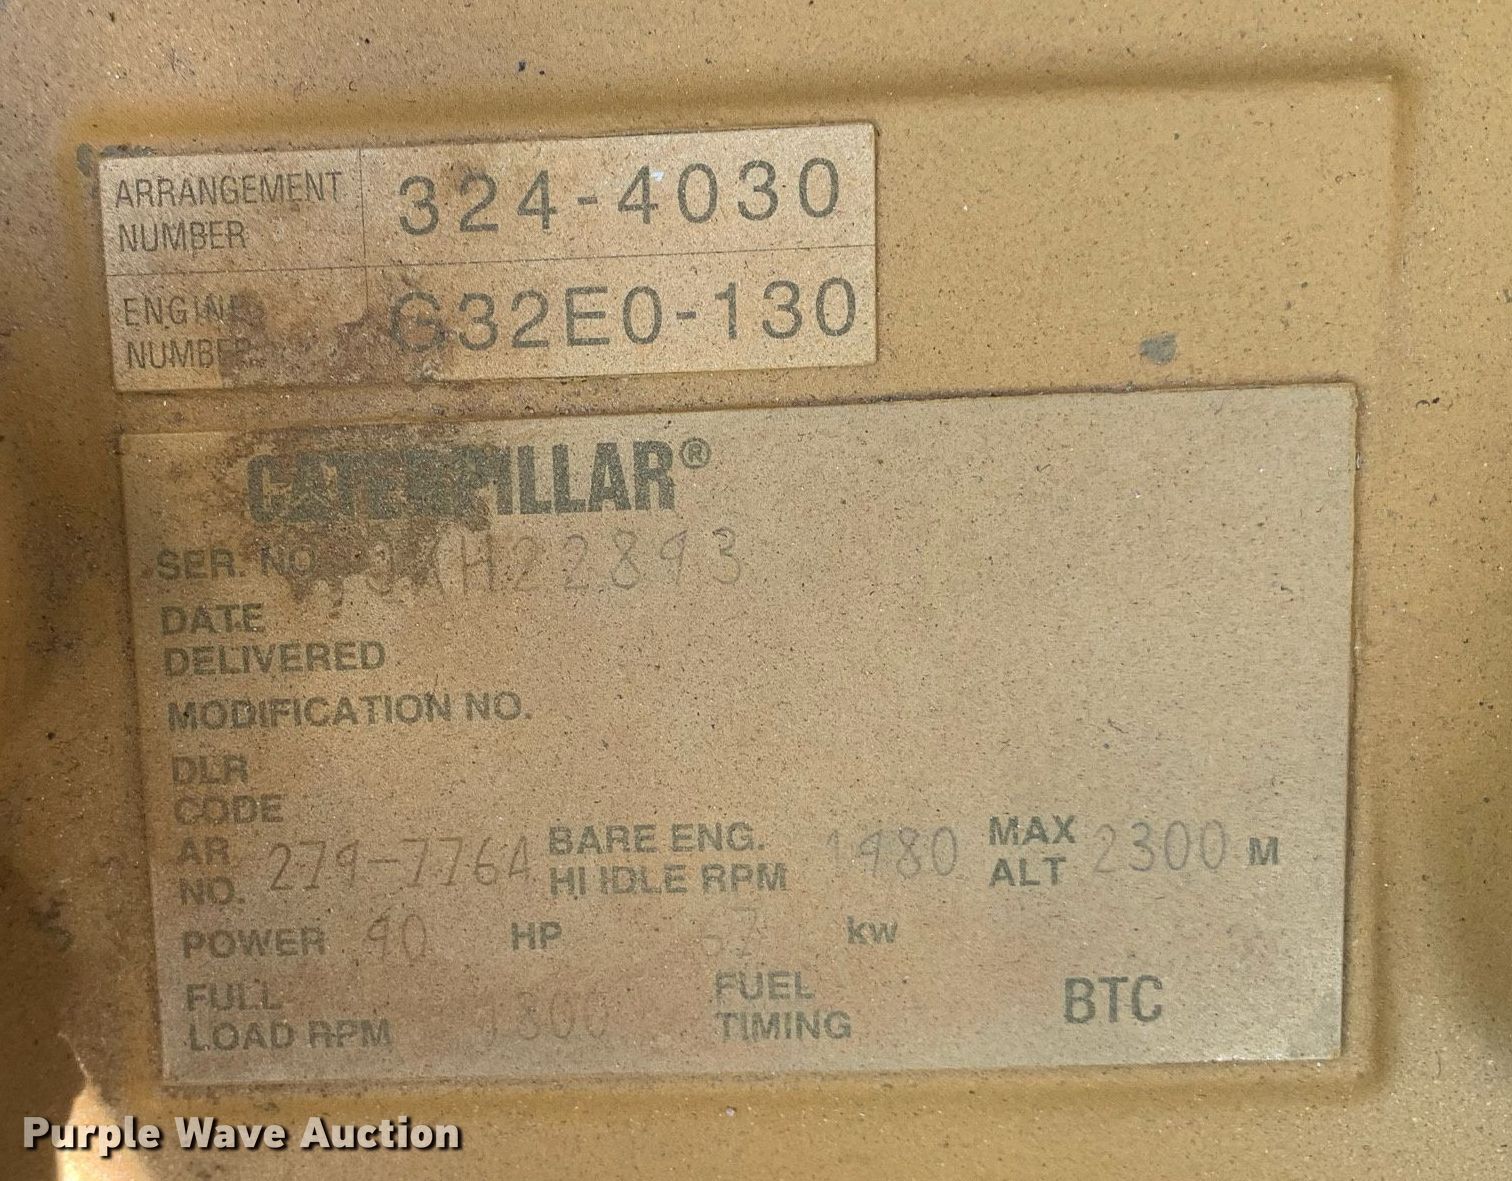 ARRANGEMENT NUMBER 324-4030
ENGINE NUMBER G32E0-130
CATERPILLAR®
SER. NO.
DATE
DELIVERED
MODIFICATION NO.
DLR
CODE
AR NO. 279-7764 BARE ENG. HI IDLE RPM 1980 MAX ALT 2300 M
POWER 90 HP 67 kW
FULL LOAD RPM 1800 FUEL TIMING BTC
Purple Wave Auction